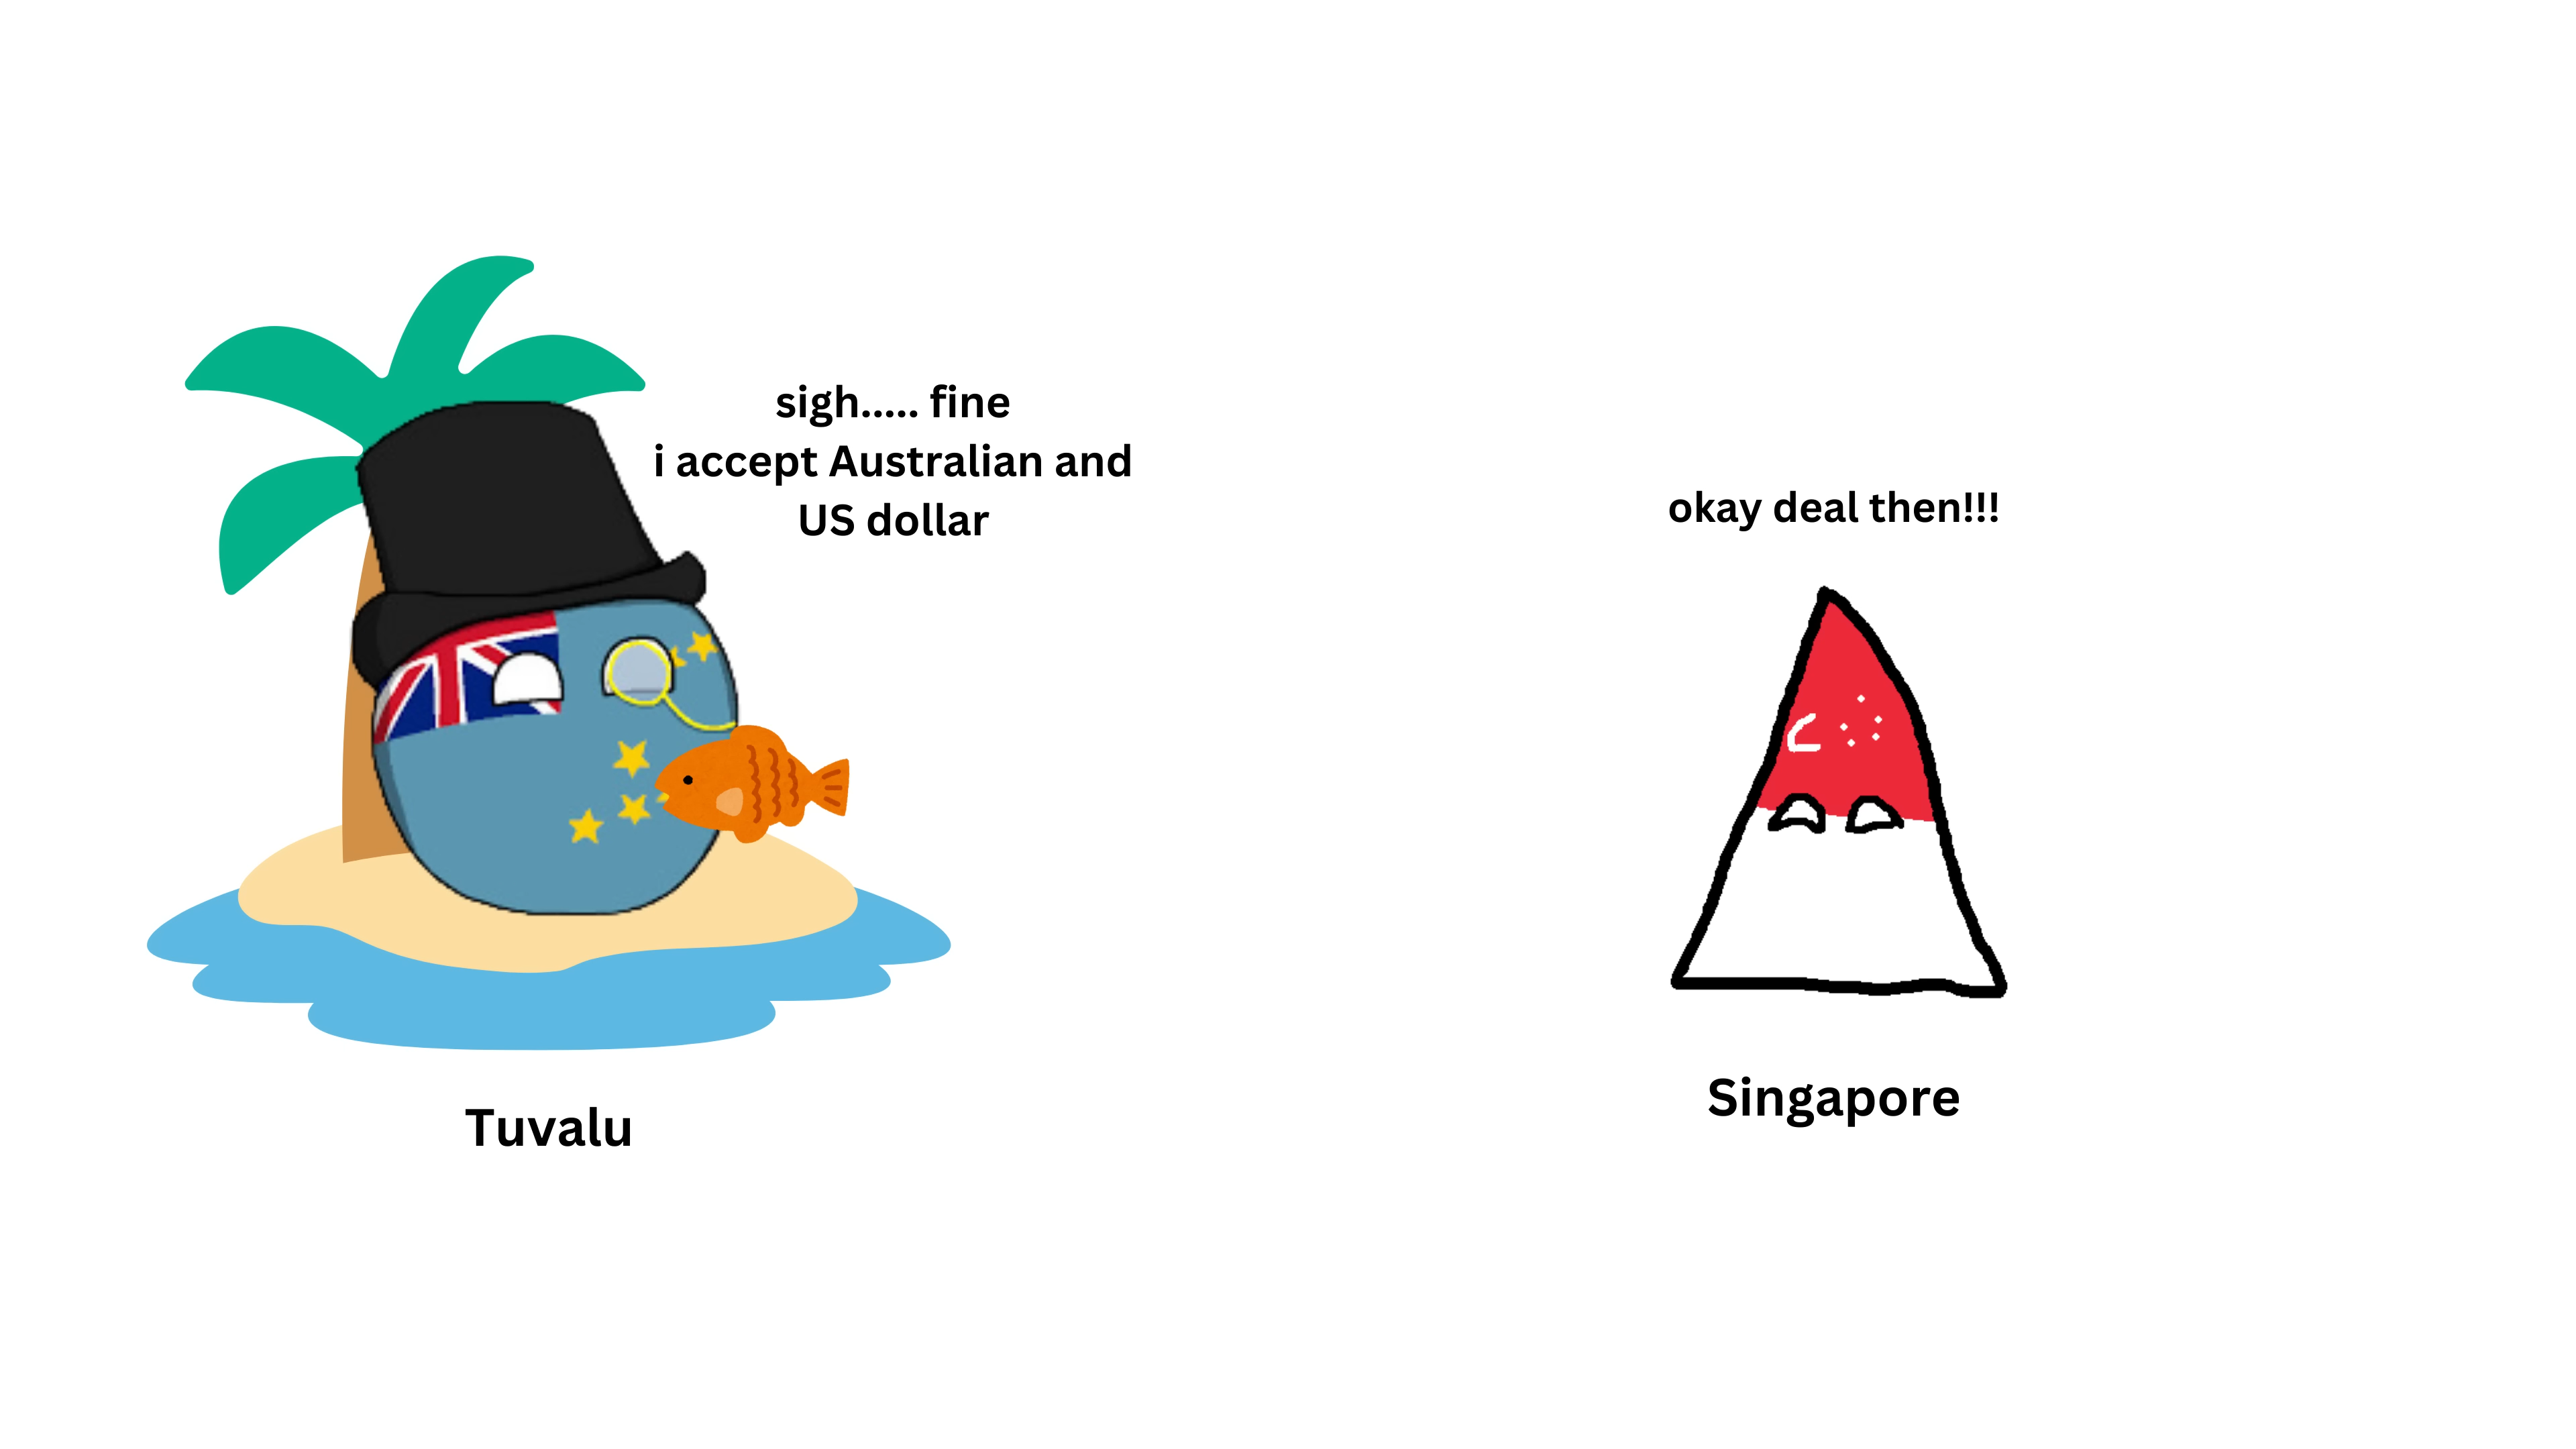 sigh..... fine
i accept Australian and
US dollar
okay deal then!!!
Tuvalu
Singapore